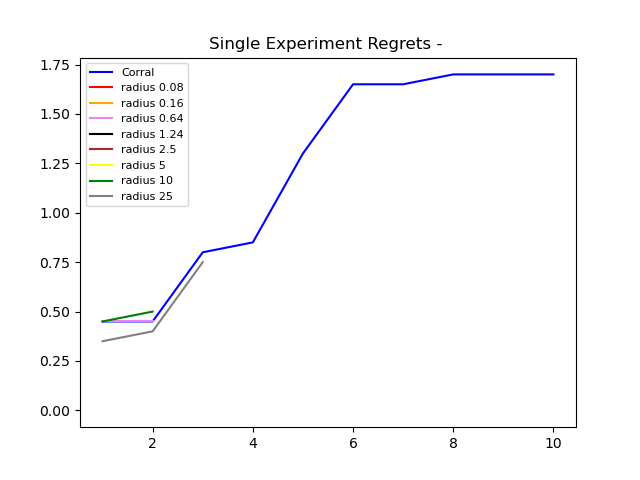 Single Experiment Regrets -
1.75
1.50
1.25
1.00
0.75
0.50
0.25
0.00
Corral
radius 0.08
radius 0.16
radius 0.64
radius 1.24
radius 2.5
radius 5
radius 10
radius 25
2 4 6 8 10